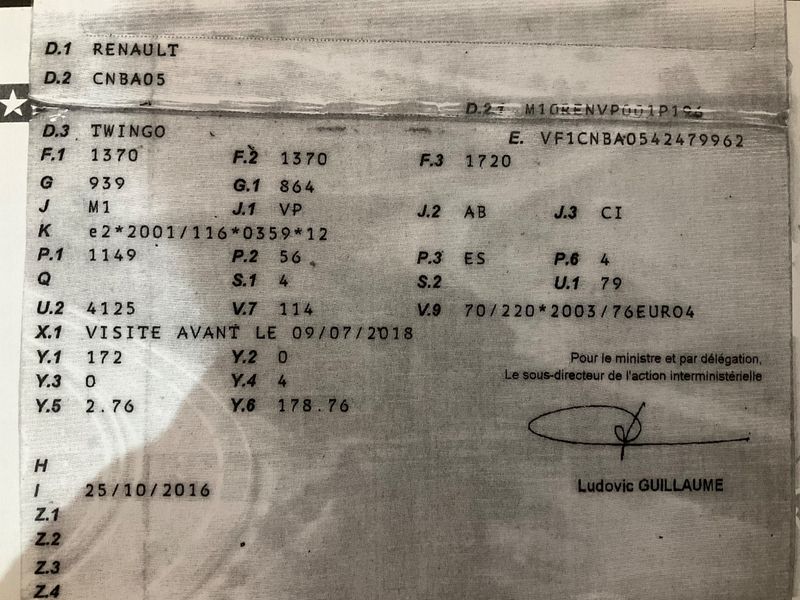 D.1 RENAULT
D.2 CNBA05
D.2.1 M10RENVP001P196
D.3 TWINGO
E. VF1CNBA0542479962
F.1 1370 F.2 1370 F.3 1720
G 939 G.1 864
J M1 J.1 VP J.2 AB J.3 CI
K e2*2001/116*0359*12
P.1 1149 P.2 56 P.3 ES P.6 4
Q S.1 4 S.2 U.1 79
U.2 4125 V.7 114 V.9 70/220*2003/76EURO4
X.1 VISITE AVANT LE 09/07/2018
Y.1 172 Y.2 0
Pour le ministre et par délégation,
Y.3 0 Y.4 4
Le sous-directeur de l'action interministérielle
Y.5 2.76 Y.6 178.76
H
I 25/10/2016
Ludovic GUILLAUME
Z.1
Z.2
Z.3
Z.4